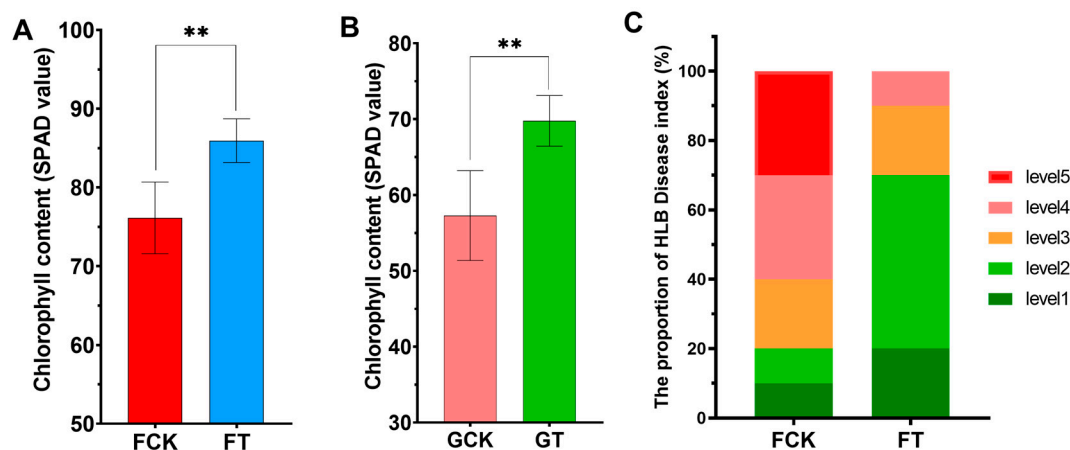 A
Chlorophyll content (SPAD value)
100
90
80
70
60
50
**
FCK
FT
B
Chlorophyll content (SPAD value)
80
70
60
50
40
30
**
GCK
GT
C
The proportion of HLB Disease index (%)
100
80
60
40
20
0
FCK
FT
level5
level4
level3
level2
level1